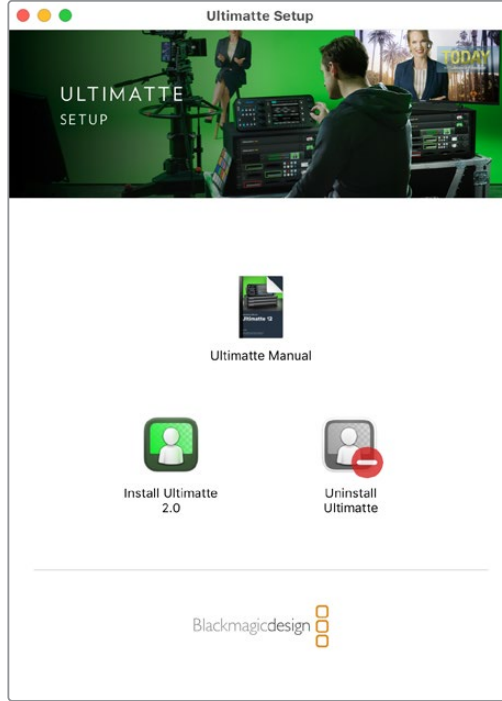 Ultimatte Setup
ULTIMATTE
SETUP
TODAY
Ultimatte 12
Ultimatte Manual
Install Ultimatte
2.0
Uninstall
Ultimatte
Blackmagicdesign